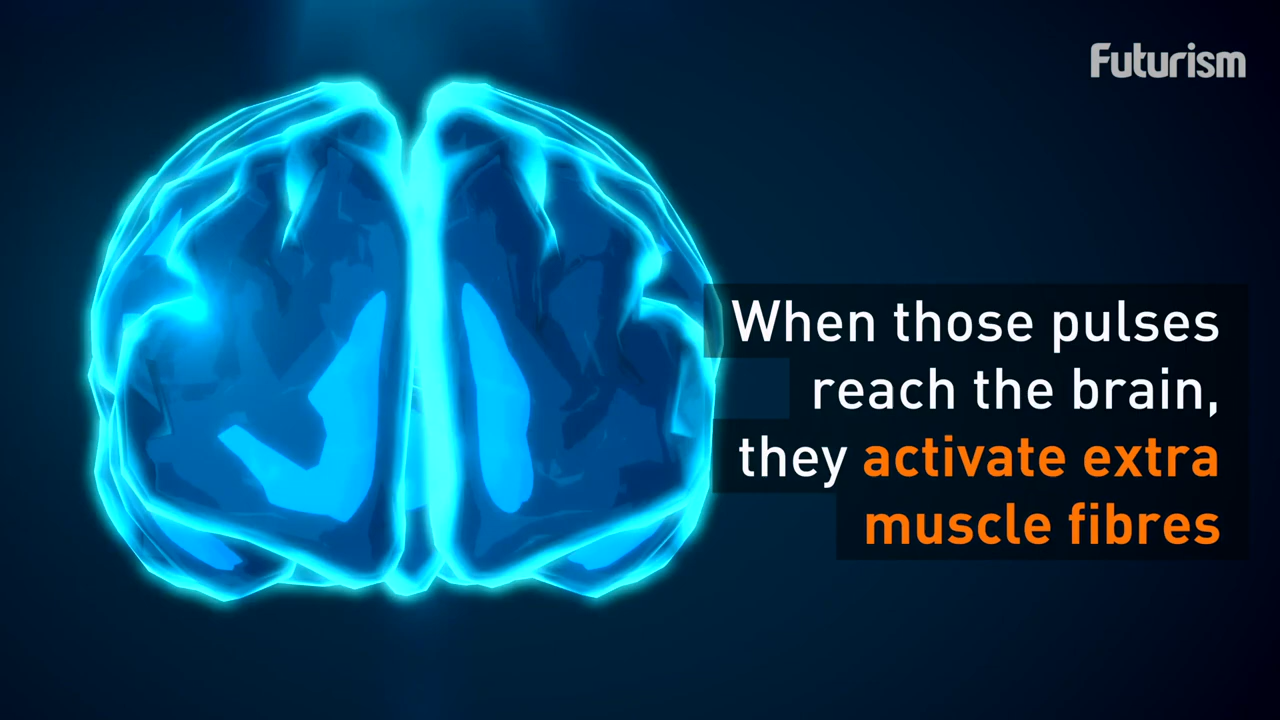 Futurism
When those pulses
reach the brain,
they activate extra
muscle fibres